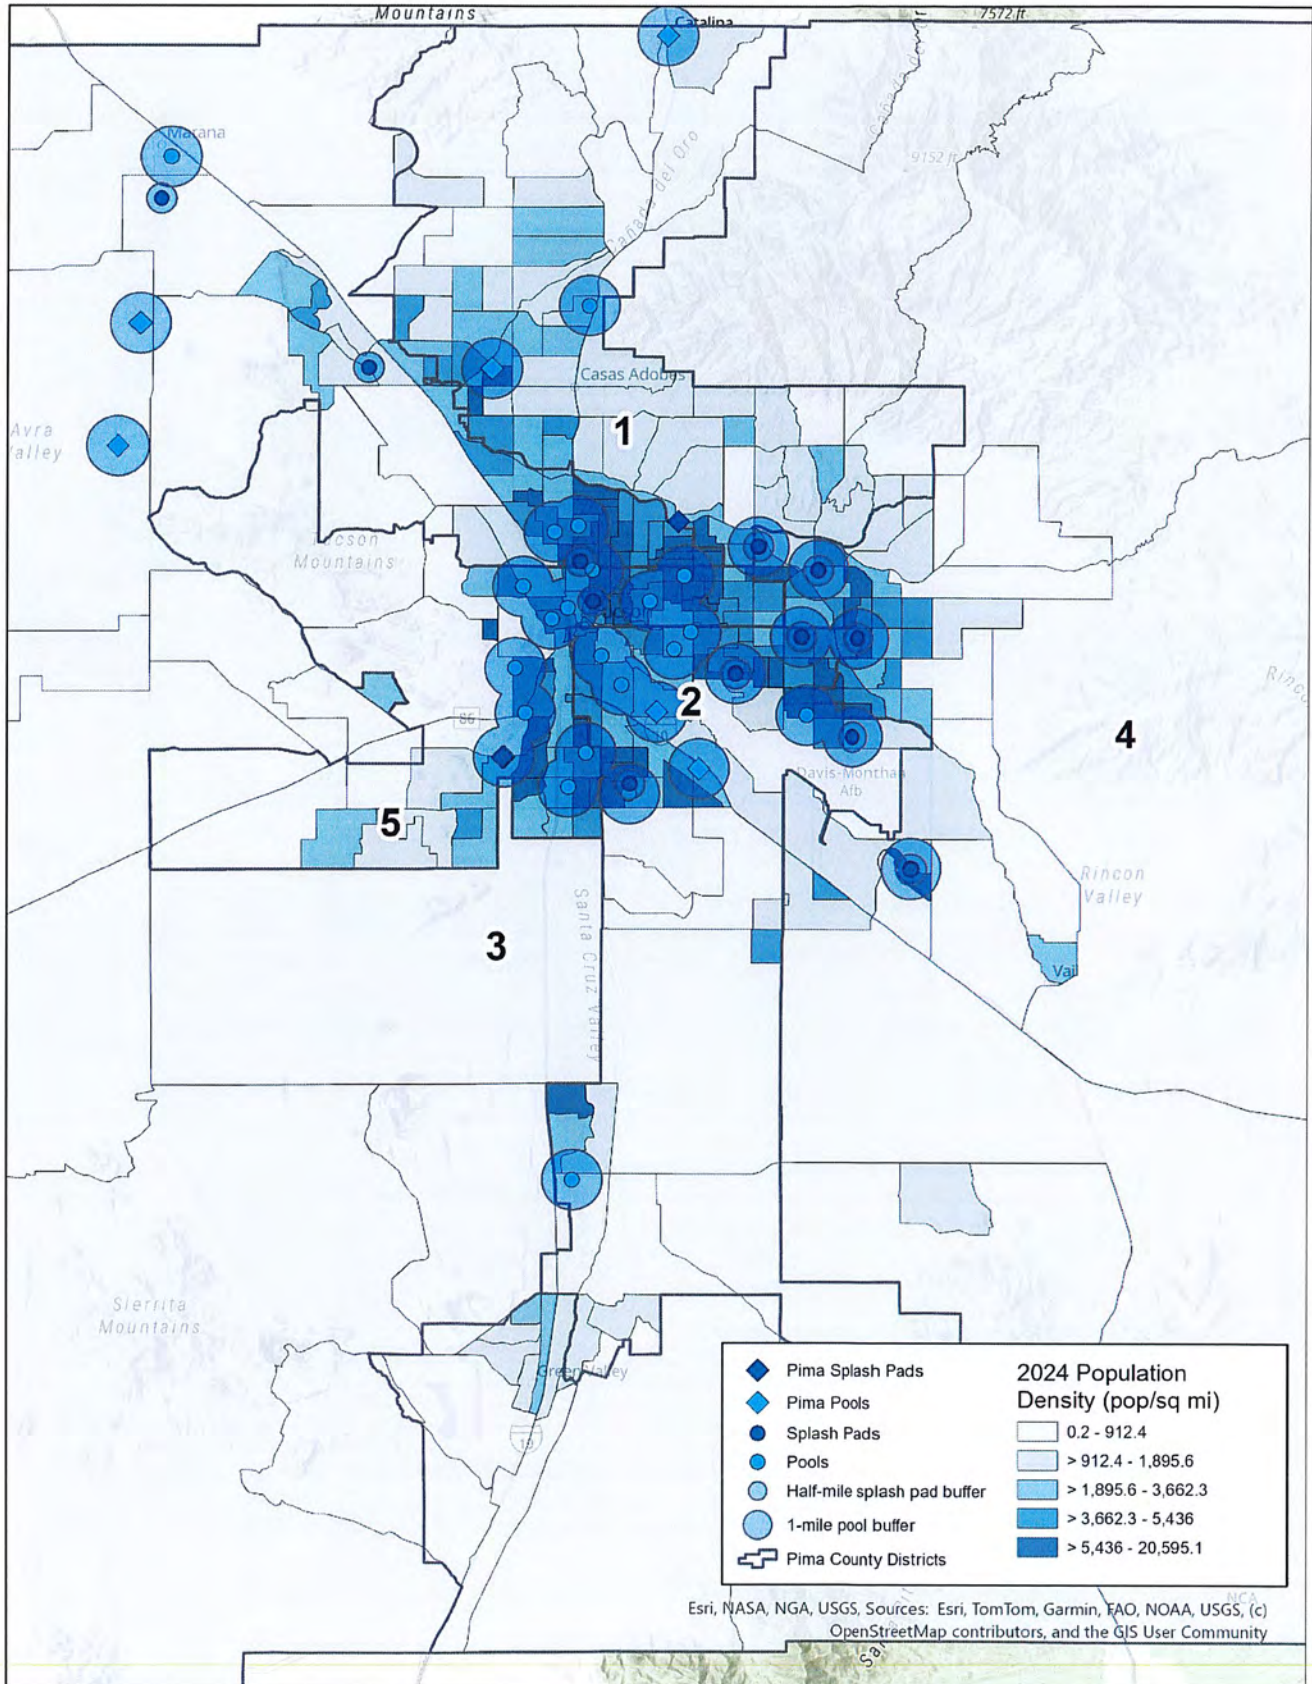 Mountains
Catalina
7572 ft
Marana
Cañada del Oro
9152 ft
Casas Adobes
1
Avra
Valley
Tucson
Mountains
86
2
10
4
Davis-Monthan
Afb
5
Rincon
Valley
3
Santa Cruz Valley
Vail
Sierrita
Mountains
Green Valley
19
Pima Splash Pads
Pima Pools
Splash Pads
Pools
Half-mile splash pad buffer
1-mile pool buffer
Pima County Districts
2024 Population
Density (pop/sq mi)
0.2 - 912.4
> 912.4 - 1,895.6
> 1,895.6 - 3,662.3
> 3,662.3 - 5,436
> 5,436 - 20,595.1
NCA
Esri, NASA, NGA, USGS, Sources: Esri, TomTom, Garmin, FAO, NOAA, USGS, (c)
OpenStreetMap contributors, and the GIS User Community